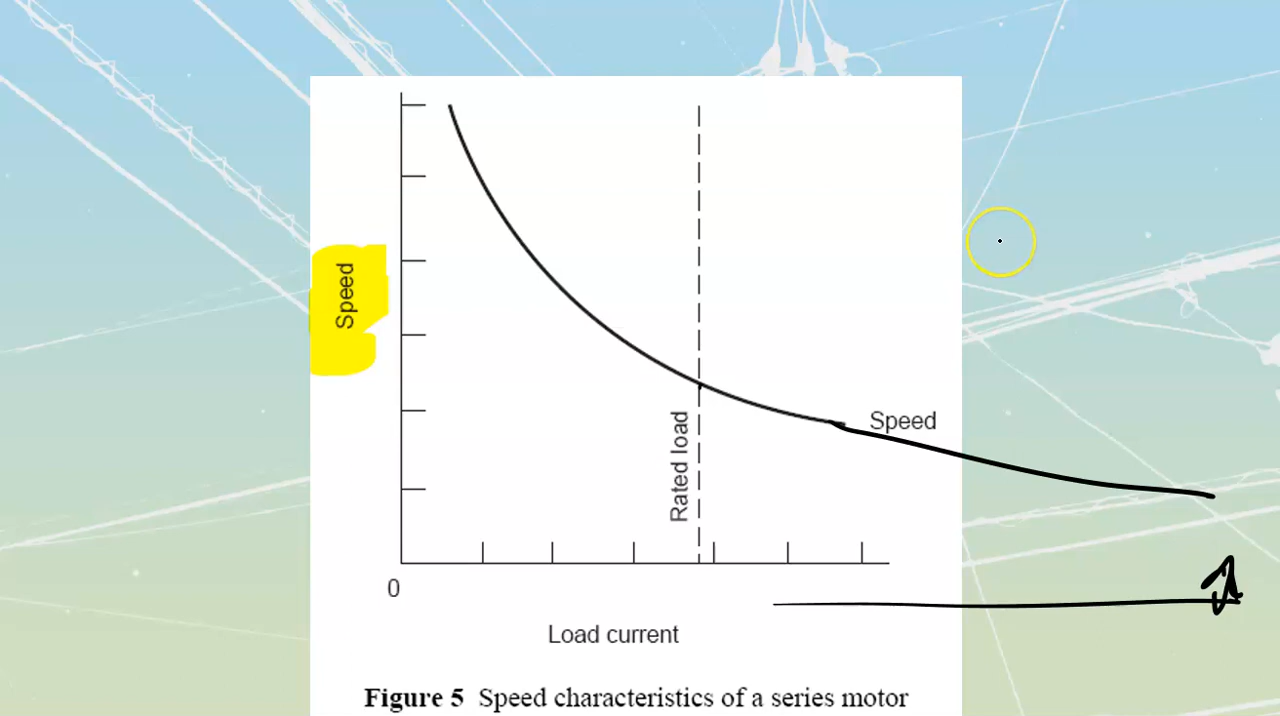 Speed
Speed
Rated load
0
Load current
Figure 5 Speed characteristics of a series motor